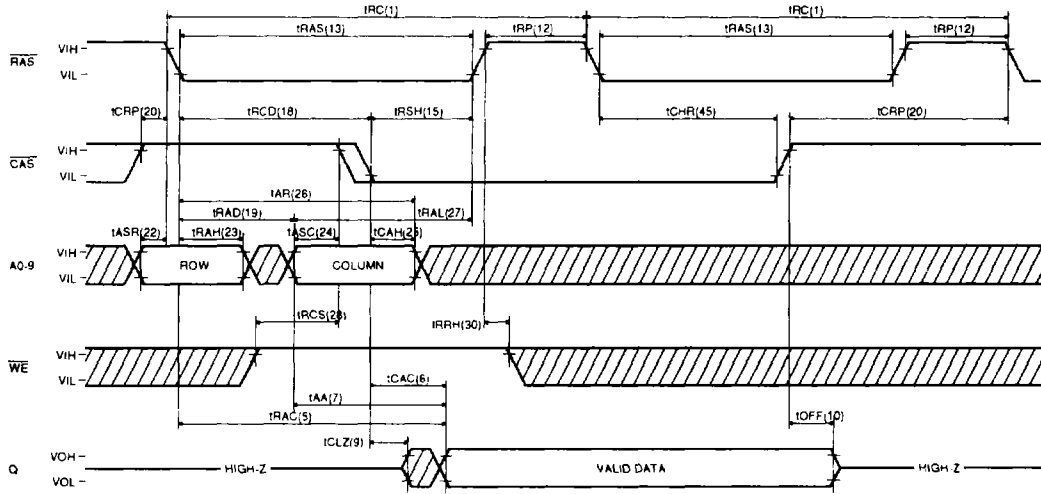 tRC(1) tRC(1)
tRAS(13) tRP(12) tRAS(13) tRP(12)
RAS VIH
VIL
tCRP(20) tRCD(18) tRSH(15) tCHR(45) tCRP(20)
CAS VIH
VIL
tAR(26)
tRAD(19) tRAL(27)
tASR(22) tRAH(23) tASC(24) tCAH(25)
A0-9 VIH
VIL
ROW COLUMN
tRCS(28) tRRH(30)
WE VIH
VIL
tCAC(6)
tAA(7)
tRAC(5) tOFF(10)
tCLZ(9)
Q VOH
VOL
HIGH-Z VALID DATA HIGH-Z